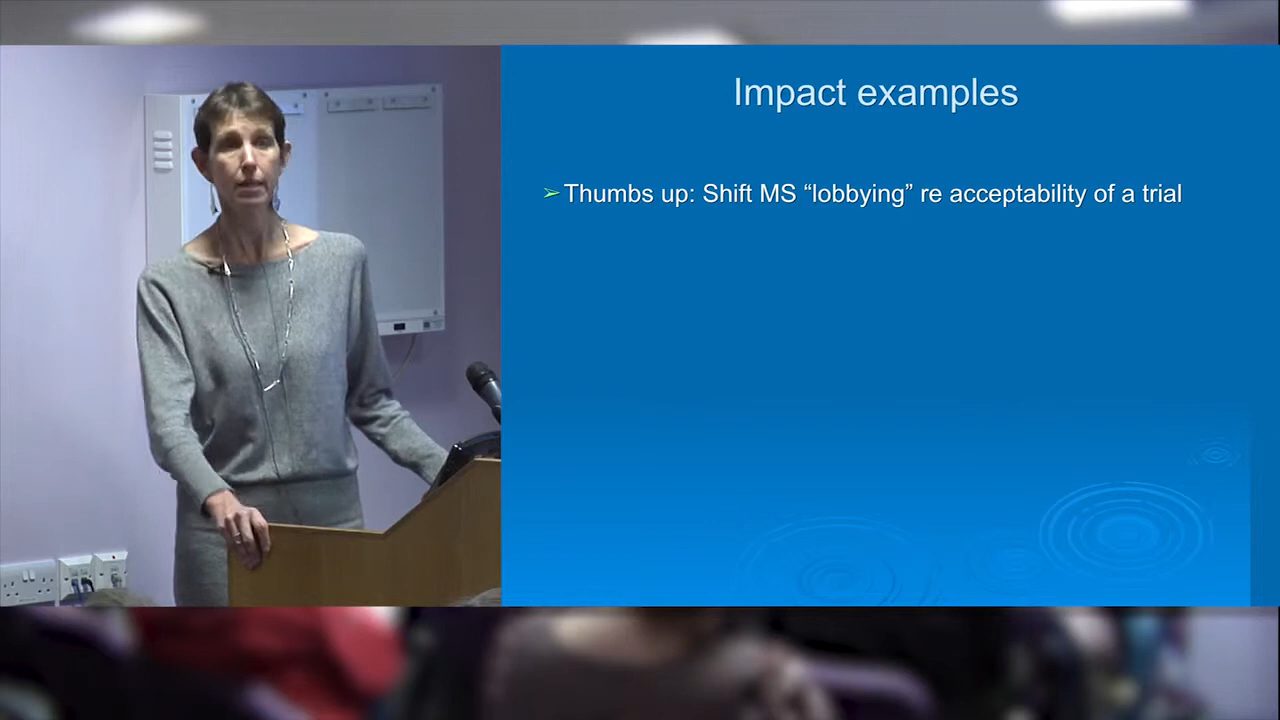 Impact examples
➢Thumbs up: Shift MS “lobbying” re acceptability of a trial